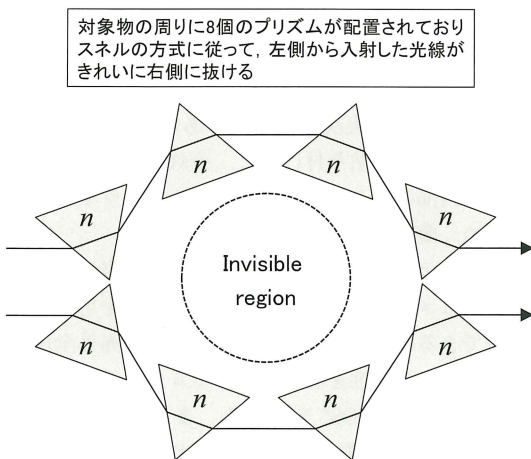 対象物の周りに8個のプリズムが配置されており
スネルの方式に従って，左側から入射した光線が
きれいに右側に抜ける
n
n
n
n
Invisible
region
n
n
n
n